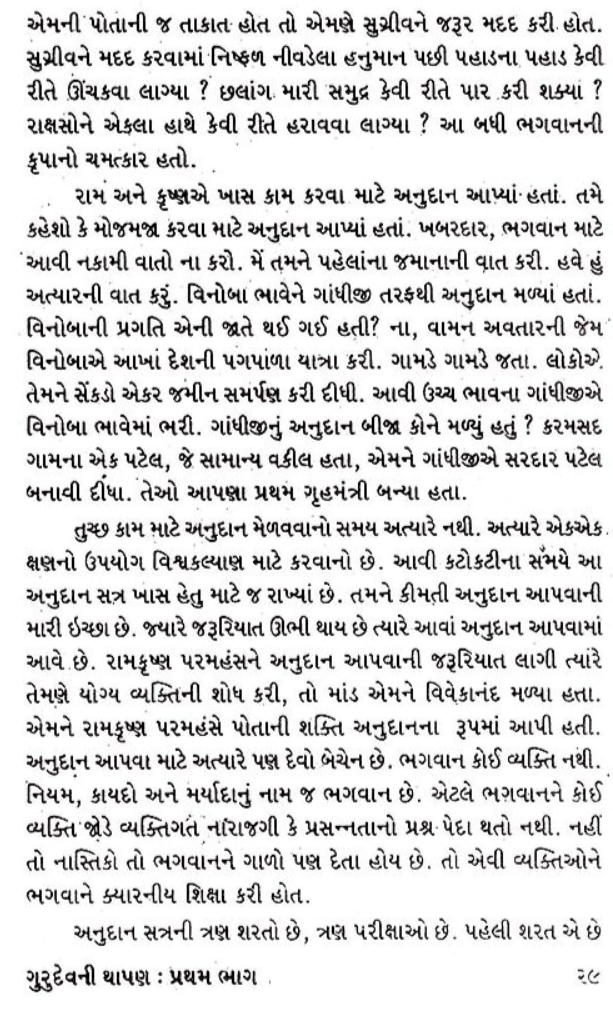 એમની પોતાની જ તાકાત હોત તો એમણે સુગ્રીવને જરૂર મદદ કરી હોત.
સુગ્રીવને મદદ કરવામાં નિષ્ફળ નીવડેલા હનુમાન પછી પહાડના પહાડ કેવી
રીતે ઊંચકવા લાગ્યા ? છલાંગ મારી સમુદ્ર કેવી રીતે પાર કરી શક્યાં ?
રાક્ષસોને એકલા હાથે કેવી રીતે હરાવવા લાગ્યા ? આ બધી ભગવાનની
કૃપાનો ચમત્કાર હતો.
રામ અને કૃષ્ણએ ખાસ કામ કરવા માટે અનુદાન આપ્યાં હતાં. તમે
કહેશો કે મોજમજા કરવા માટે અનુદાન આપ્યાં હતાં. ખબરદાર, ભગવાન માટે
આવી નકામી વાતો ના કરો. મેં તમને પહેલાંના જમાનાની વાત કરી. હવે હું
અત્યારની વાત કરું. વિનોબા ભાવેને ગાંધીજી તરફથી અનુદાન મળ્યાં હતાં.
વિનોબાની પ્રગતિ એની જાતે થઈ ગઈ હતી? ના, વામન અવતારની જેમ
વિનોબાએ આખાં દેશની પગપાળા યાત્રા કરી. ગામડે ગામડે જતા. લોકોએ
તેમને સેંકડો એકર જમીન સમર્પણ કરી દીધી. આવી ઉચ્ચ ભાવના ગાંધીજીએ
વિનોબા ભાવેમાં ભરી. ગાંધીજીનું અનુદાન બીજા કોને મળ્યું હતું ? કરમસદ
ગામના એક પટેલ, જે સામાન્ય વકીલ હતા, એમને ગાંધીજીએ સરદાર પટેલ
બનાવી દીધા. તેઓ આપણા પ્રથમ ગૃહમંત્રી બન્યા હતા.
તુચ્છ કામ માટે અનુદાન મેળવવાનો સમય અત્યારે નથી. અત્યારે એકએક
ક્ષણનો ઉપયોગ વિશ્વકલ્યાણ માટે કરવાનો છે. આવી કટોકટીના સમયે આ
અનુદાન સત્ર ખાસ હેતુ માટે જ રાખ્યાં છે. તમને કીમતી અનુદાન આપવાની
મારી ઇચ્છા છે. જ્યારે જરૂરિયાત ઊભી થાય છે ત્યારે આવાં અનુદાન આપવામાં
આવે છે. રામકૃષ્ણ પરમહંસને અનુદાન આપવાની જરૂરિયાત લાગી ત્યારે
તેમણે યોગ્ય વ્યક્તિની શોધ કરી, તો માંડ એમને વિવેકાનંદ મળ્યા હતા.
એમને રામકૃષ્ણ પરમહંસે પોતાની શક્તિ અનુદાનના રૂપમાં આપી હતી.
અનુદાન આપવા માટે અત્યારે પણ દેવો બેચેન છે. ભગવાન કોઈ વ્યક્તિ નથી.
નિયમ, કાયદો અને મર્યાદાનું નામ જ ભગવાન છે. એટલે ભગવાનને કોઈ
વ્યક્તિ જોડે વ્યક્તિગત નારાજગી કે પ્રસન્નતાનો પ્રશ્ન પેદા થતો નથી. નહીં
તો નાસ્તિકો તો ભગવાનને ગાળો પણ દેતા હોય છે. તો એવી વ્યક્તિઓને
ભગવાને ક્યારનીય શિક્ષા કરી હોત.
અનુદાન સત્રની ત્રણ શરતો છે, ત્રણ પરીક્ષાઓ છે. પહેલી શરત એ છે
ગુરુદેવની થાપણ : પ્રથમ ભાગ ૨૯